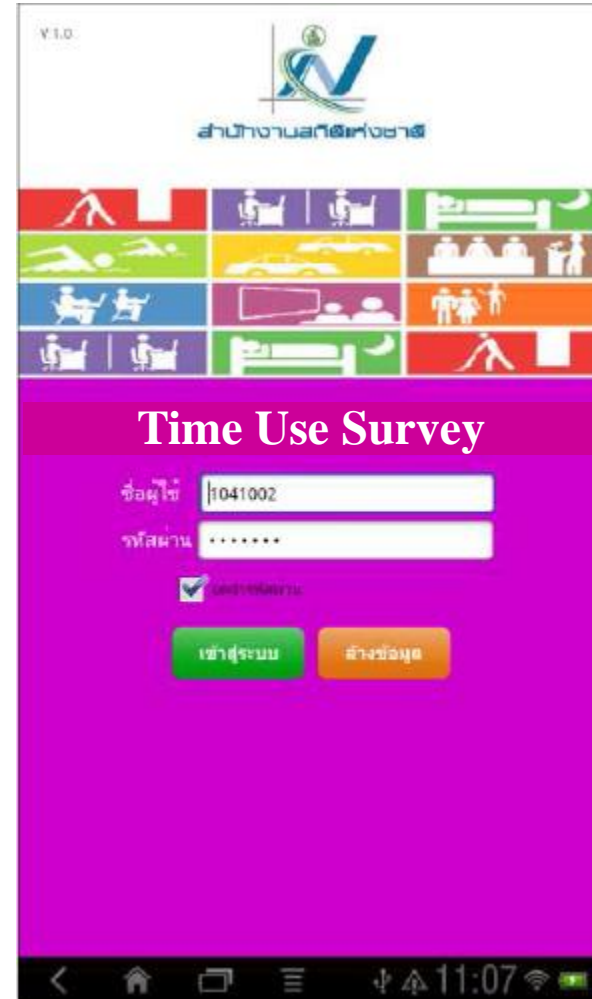 V 1.0
สำนักงานสถิติแห่งชาติ
Time Use Survey
ชื่อผู้ใช้ 1041002
รหัสผ่าน
เข้าสู่ระบบ ล้างข้อมูล
11:07